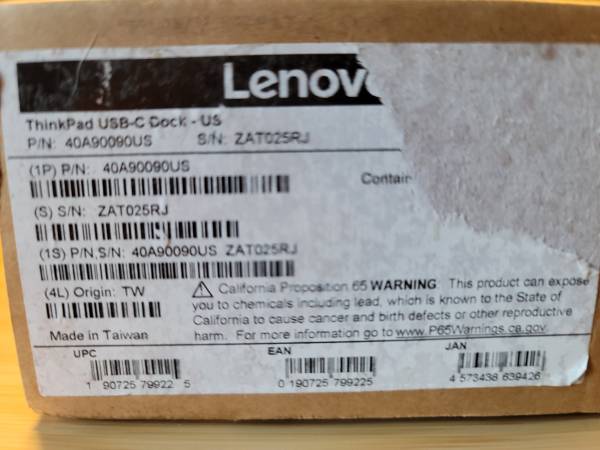 Lenov
ThinkPad USB-C Dock - US
P/N: 40A90090US S/N: ZAT025RJ
(1P) P/N: 40A90090US
Contain
(S) S/N: ZAT025RJ
(1S) P/N,S/N: 40A90090US ZAT025RJ
(4L) Origin: TW
Made in Taiwan
⚠ California Proposition 65 WARNING: This product can expose
you to chemicals including lead, which is known to the State of
California to cause cancer and birth defects or other reproductive
harm. For more information go to www.P65Warnings.ca.gov
UPC EAN JAN
1 90725 79922 5 0 190725 799225 4 573438 639426